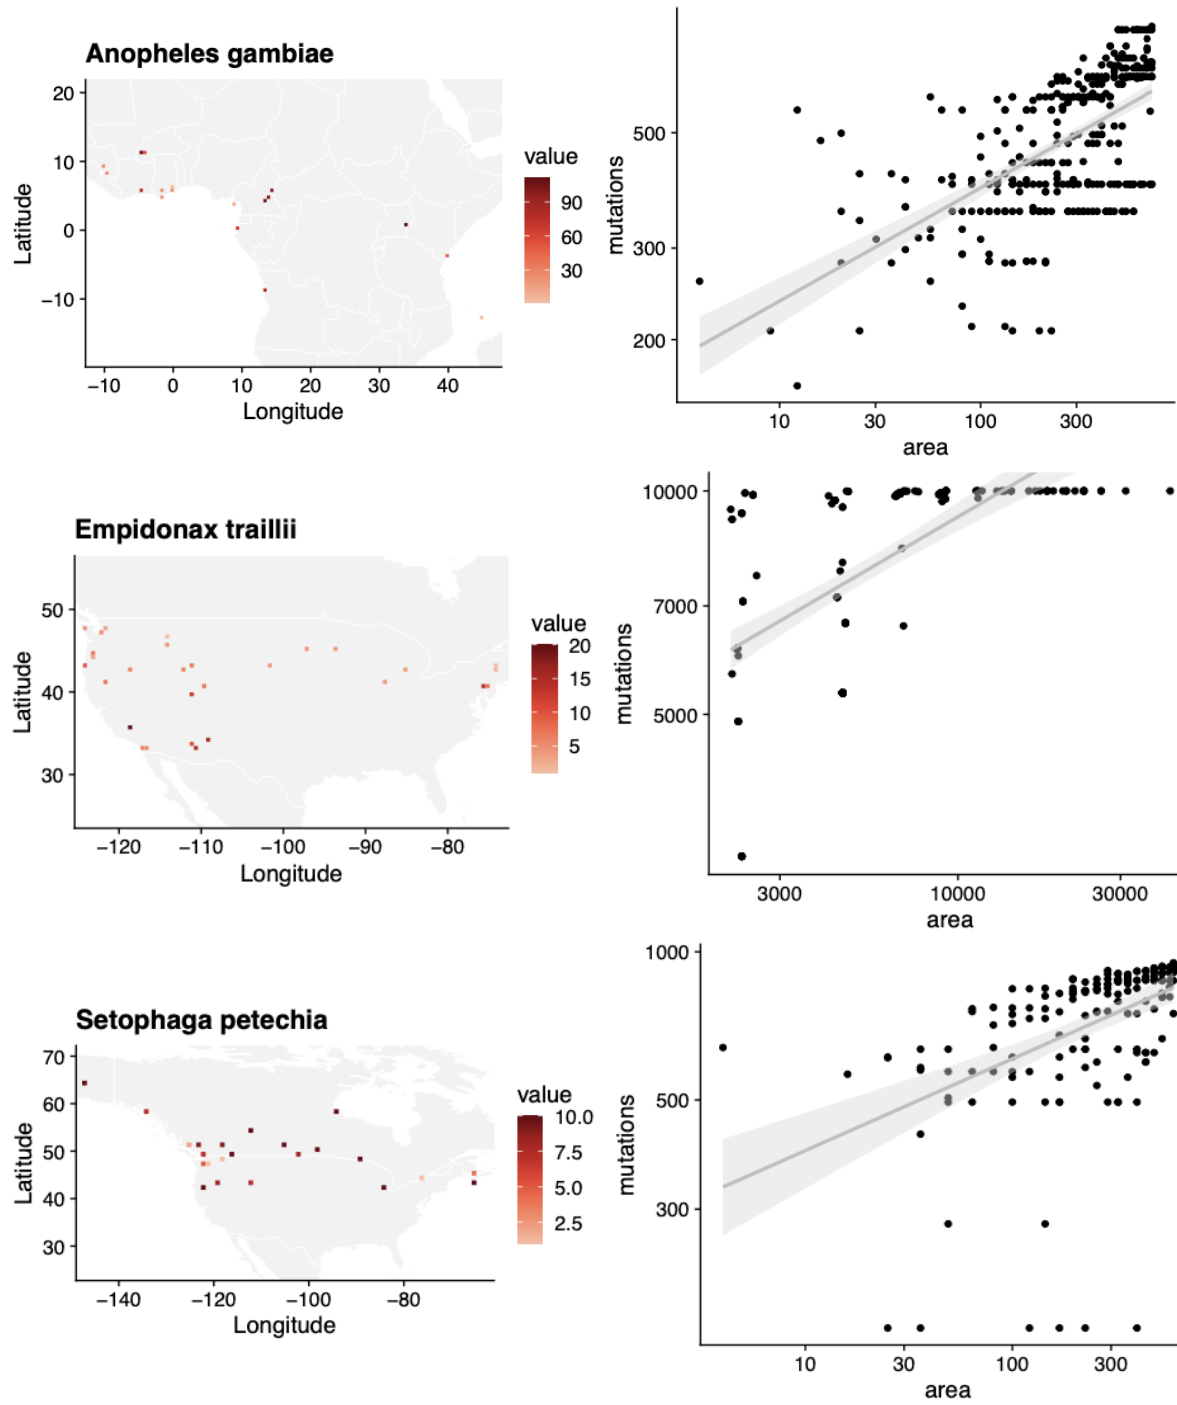 Anopheles gambiae
20
10
0
−10
Latitude
−10 0 10 20 30 40
Longitude
value
90
60
30
500
300
200
mutations
10 30 100 300
area
Empidonax traillii
50
40
30
Latitude
−120 −110 −100 −90 −80
Longitude
value
20
15
10
5
10000
7000
5000
mutations
3000 10000 30000
area
Setophaga petechia
70
60
50
40
30
Latitude
−140 −120 −100 −80
Longitude
value
10.0
7.5
5.0
2.5
1000
500
300
mutations
10 30 100 300
area